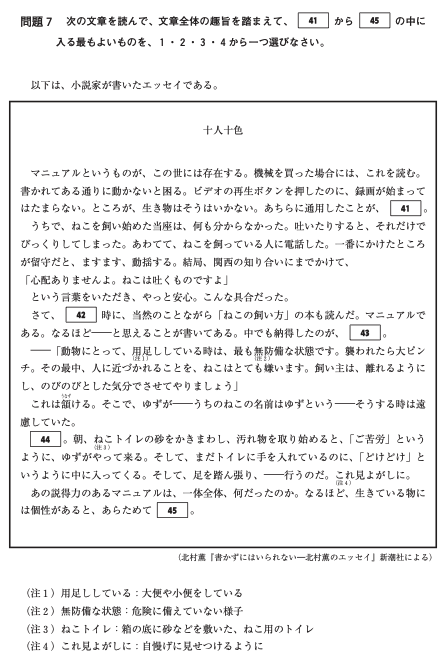 問題7 次の文章を読んで、文章全体の趣旨を踏まえて、 41 から 45 の中に
入る最もよいものを、1・2・3・4から一つ選びなさい。
以下は、小説家が書いたエッセイである。
十人十色
マニュアルというものが、この世には存在する。機械を買った場合には、これを読む。
書かれてある通りに動かないと困る。ビデオの再生ボタンを押したのに、録画が始まって
はたまらない。ところが、生き物はそうはいかない。あちらに通用したことが、 41 。
うちで、ねこを飼い始めた当座は、何も分からなかった。吐いたりすると、それだけで
びっくりしてしまった。あわてて、ねこを飼っている人に電話した。一番にかけたところ
が留守だと、ますます、動揺する。結局、関西の知り合いにまでかけて、
「心配ありませんよ。ねこは吐くものですよ」
という言葉をいただき、やっと安心。こんな具合だった。
さて、 42 時に、当然のことながら「ねこの飼い方」の本も読んだ。マニュアルで
ある。なるほど――と思えることが書いてある。中でも納得したのが、 43 。
――「動物にとって、用足ししている時は、最も無防備な状態です。襲われたら大ピン
(注1) (注2)
チ。その最中、人に近づかれることを、ねこはとても嫌います。飼い主は、離れるように
し、のびのびとした気分でさせてやりましょう」
うなず
これは頷ける。そこで、ゆずが――うちのねこの名前はゆずという――そうする時は遠
慮していた。
44 。朝、ねこトイレの砂をかきまわし、汚れ物を取り始めると、「ご苦労」という
(注3)
ように、ゆずがやって来る。そして、まだトイレに手を入れているのに、「どけどけ」と
いうように中に入ってくる。そして、足を踏ん張り、――行うのだ。これ見よがしに。
(注4)
あの説得力のあるマニュアルは、一体全体、何だったのか。なるほど、生きている物に
は個性があると、あらためて 45 。
(北村薫『書かずにはいられない―北村薫のエッセイ』新潮社による)
(注1)用足ししている:大便や小便をしている
(注2)無防備な状態:危険に備えていない様子
(注3)ねこトイレ:箱の底に砂などを敷いた、ねこ用のトイレ
(注4)これ見よがしに:自慢げに見せつけるように